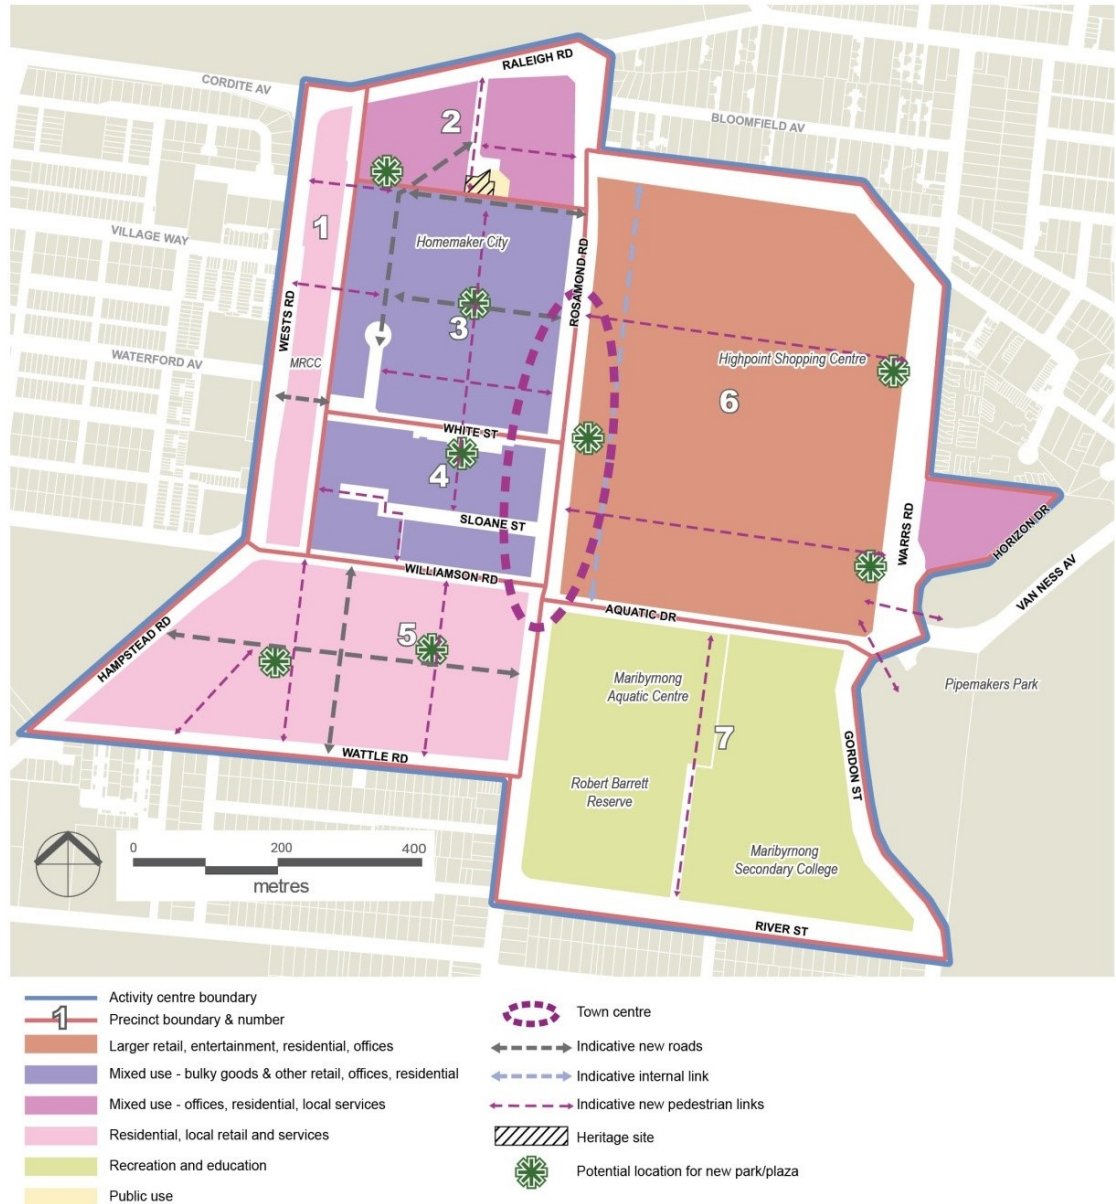 RALEIGH RD
CORDITE AV
BLOOMFIELD AV
2
1
VILLAGE WAY
Homemaker City
ROSAMOND RD
WESTS RD
3
WATERFORD AV
MRCC
Highpoint Shopping Centre
6
WHITE ST
4
SLOANE ST
WARRS RD
HORIZON DR
VAN NESS AV
WILLIAMSON RD
AQUATIC DR
HAMPSTEAD RD
5
Maribyrnong
Aquatic Centre
Pipemakers Park
7
WATTLE RD
GORDON ST
Robert Barrett
Reserve
Maribyrnong
Secondary College
RIVER ST
0 200 400
metres
Activity centre boundary
1 Precinct boundary & number
Larger retail, entertainment, residential, offices
Mixed use - bulky goods & other retail, offices, residential
Mixed use - offices, residential, local services
Residential, local retail and services
Recreation and education
Public use
Town centre
Indicative new roads
Indicative internal link
Indicative new pedestrian links
Heritage site
Potential location for new park/plaza